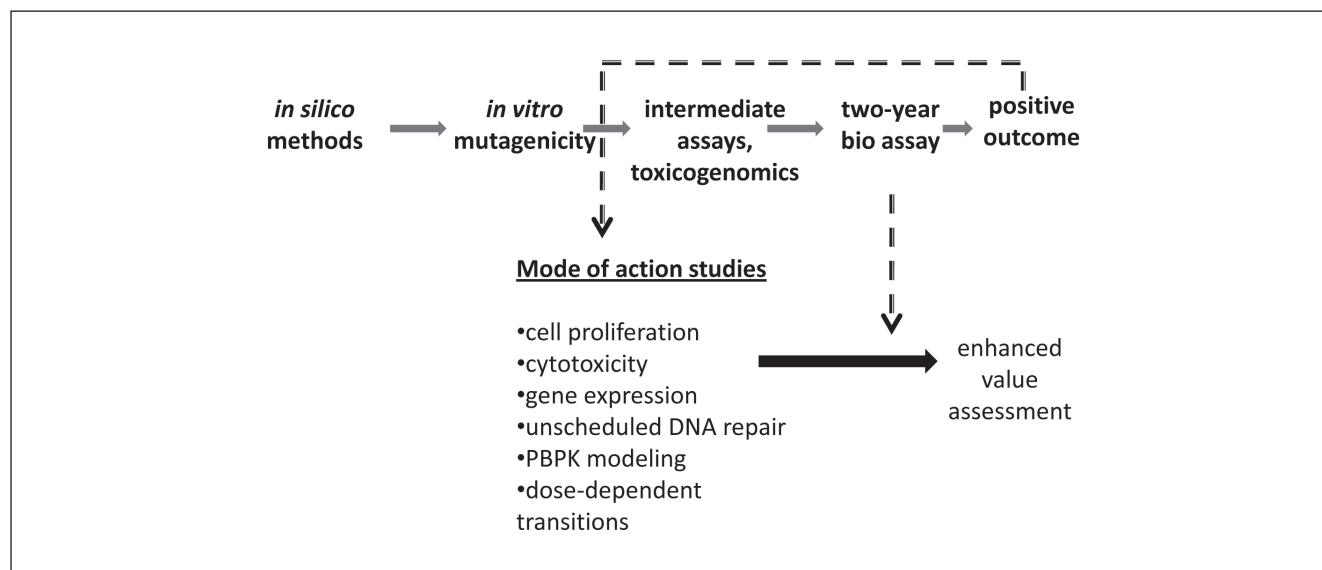 in silico
methods
in vitro
mutagenicity
intermediate
assays,
toxicogenomics
two-year
bio assay
positive
outcome
Mode of action studies
•cell proliferation
•cytotoxicity
•gene expression
•unscheduled DNA repair
•PBPK modeling
•dose-dependent
transitions
enhanced
value
assessment